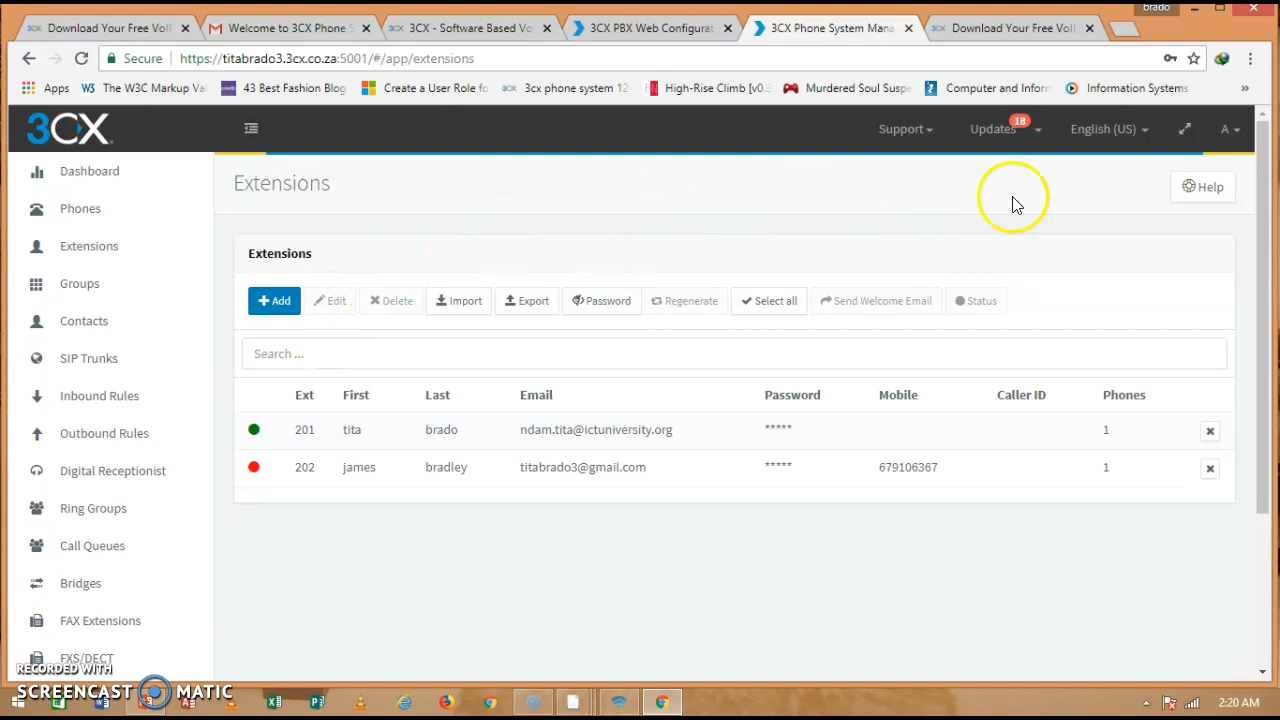 brado
Download Your Free VoIP
Welcome to 3CX Phone S
3CX - Software Based Vo
3CX PBX Web Configurat
3CX Phone System Mana
Download Your Free VoIP
Secure https://titabrado3.3cx.co.za:5001/#/app/extensions
Apps The W3C Markup Va 43 Best Fashion Blog Create a User Role fo 3cx phone system 12 High-Rise Climb [v0.3 Murdered Soul Suspe Computer and Inform Information Systems »
3CX Support Updates 18 English (US) A
Dashboard
Phones
Extensions
Groups
Contacts
SIP Trunks
Inbound Rules
Outbound Rules
Digital Receptionist
Ring Groups
Call Queues
Bridges
FAX Extensions
FXS/DECT
Extensions
Help
Extensions
Add Edit Delete Import Export Password Regenerate Select all Send Welcome Email Status
Search ...
Ext First Last Email Password Mobile Caller ID Phones
201 tita brado ndam.tita@ictuniversity.org ***** 1
202 james bradley titabrado3@gmail.com ***** 679106367 1
RECORDED WITH
SCREENCAST MATIC
2:20 AM